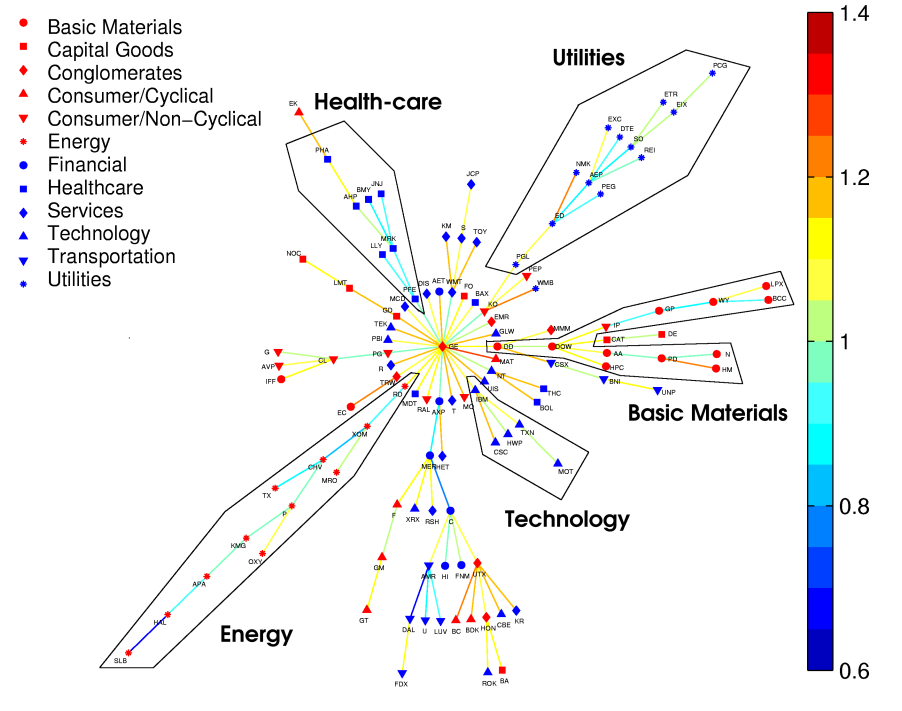 Basic Materials
Capital Goods
Conglomerates
Consumer/Cyclical
Consumer/Non−Cyclical
Energy
Financial
Healthcare
Services
Technology
Transportation
Utilities
Health-care
Utilities
Basic Materials
Technology
Energy
1.4
1.2
1
0.8
0.6
EK
PHA
AHP
BMY
JNJ
MRK
LLY
PFE
NOC
LMT
GD
MCD
DIS
AET
WMT
KM
S
TOY
JCP
FO
BAX
KO
PEP
WMB
PGL
ED
AEP
NMK
PEG
EXC
DTE
SO
REI
ETR
EIX
PCG
EMR
GLW
GE
TEK
PBI
PG
R
TRW
CL
G
AVP
IFF
EC
RD
MDT
RAL
AXP
T
MO
IBM
UIS
NT
MAT
DD
DOW
MMM
CSX
IP
CAT
AA
HPC
BNI
UNP
DE
PD
N
HM
GP
WY
LPX
BCC
THC
BOL
TXN
HWP
CSC
MOT
XOM
CHV
MRO
TX
P
KMG
OXY
APA
HAL
SLB
MER
HET
F
XRX
RSH
C
GM
GT
AMR
HI
FNM
UTX
DAL
U
LUV
BC
BDK
HON
CBE
KR
FDX
ROK
BA